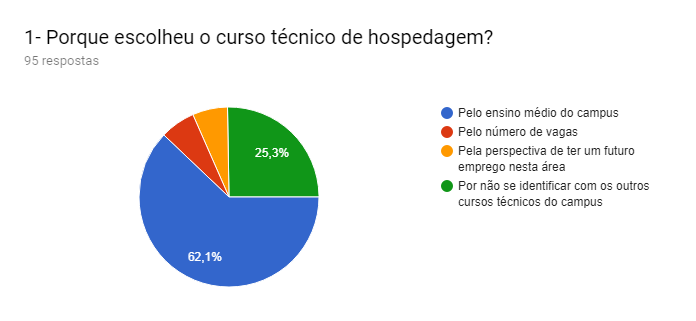 1- Porque escolheu o curso técnico de hospedagem?
95 respostas
25,3%
62,1%
Pelo ensino médio do campus
Pelo número de vagas
Pela perspectiva de ter um futuro
emprego nesta área
Por não se identificar com os outros
cursos técnicos do campus